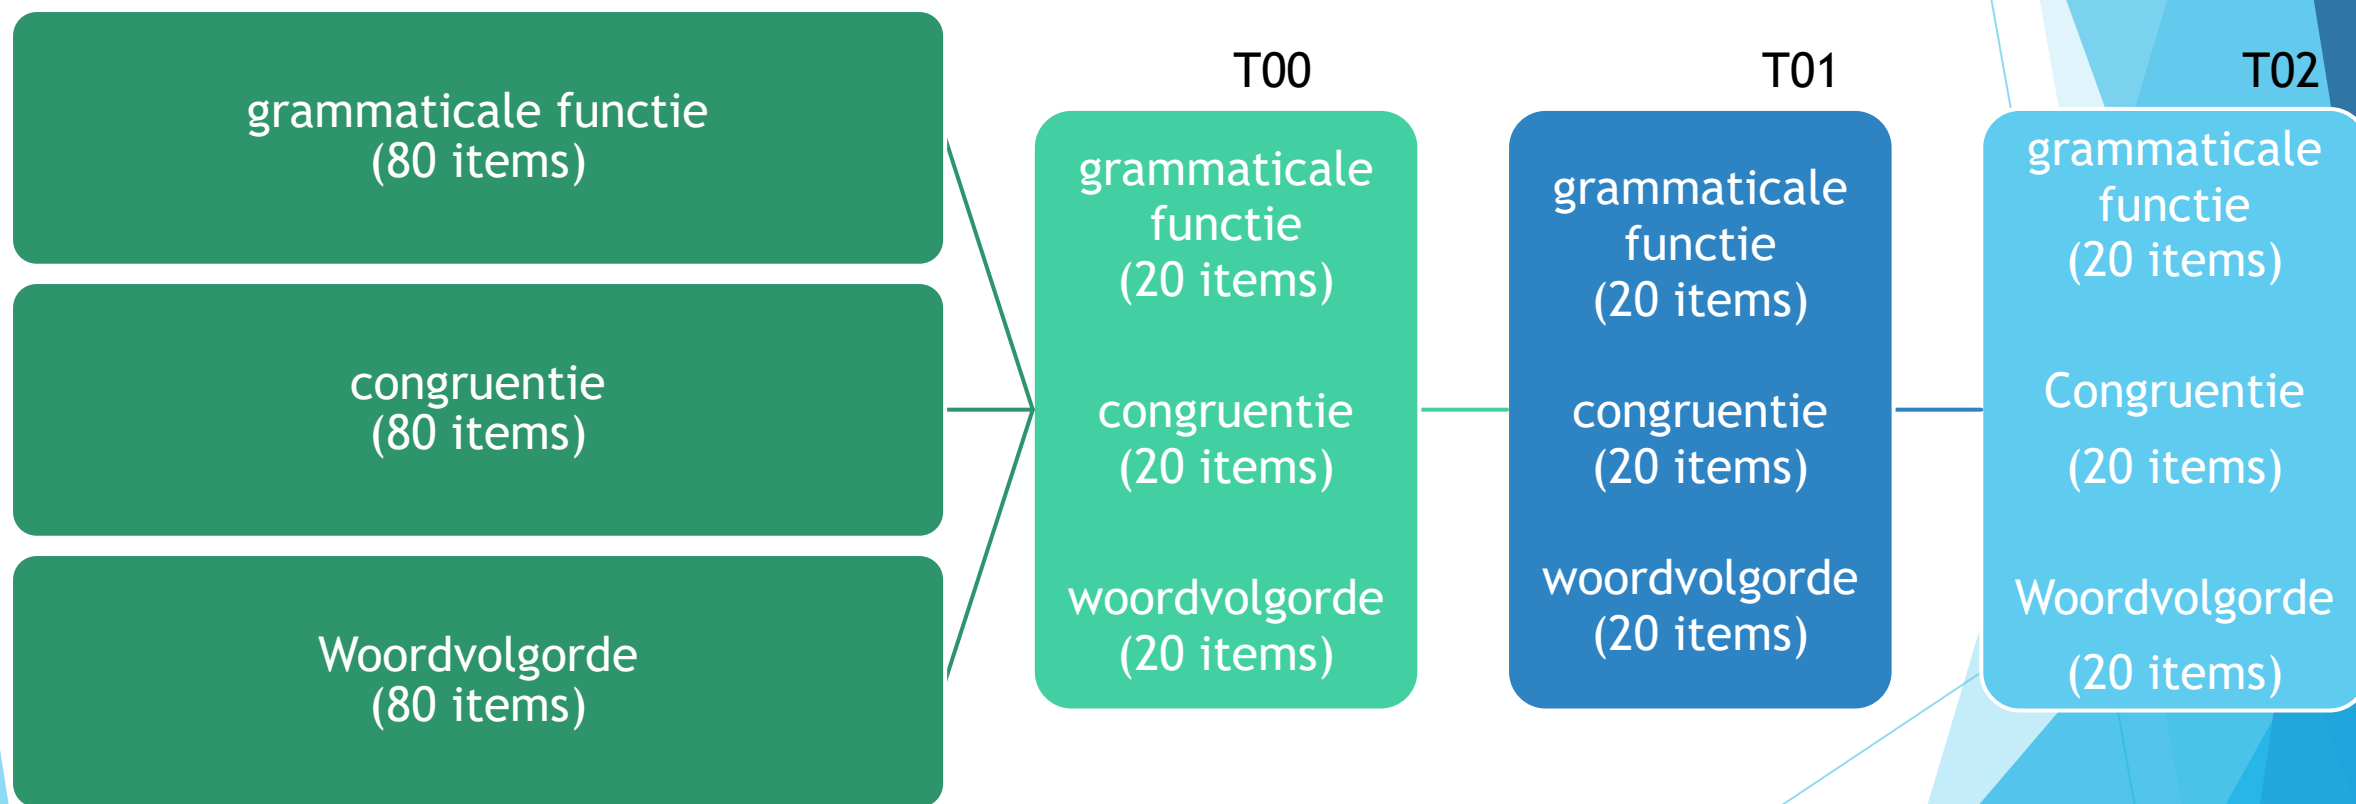 grammaticale functie
(80 items)
congruentie
(80 items)
Woordvolgorde
(80 items)
T00
grammaticale
functie
(20 items)
congruentie
(20 items)
woordvolgorde
(20 items)
T01
grammaticale
functie
(20 items)
congruentie
(20 items)
woordvolgorde
(20 items)
T02
grammaticale
functie
(20 items)
Congruentie
(20 items)
Woordvolgorde
(20 items)